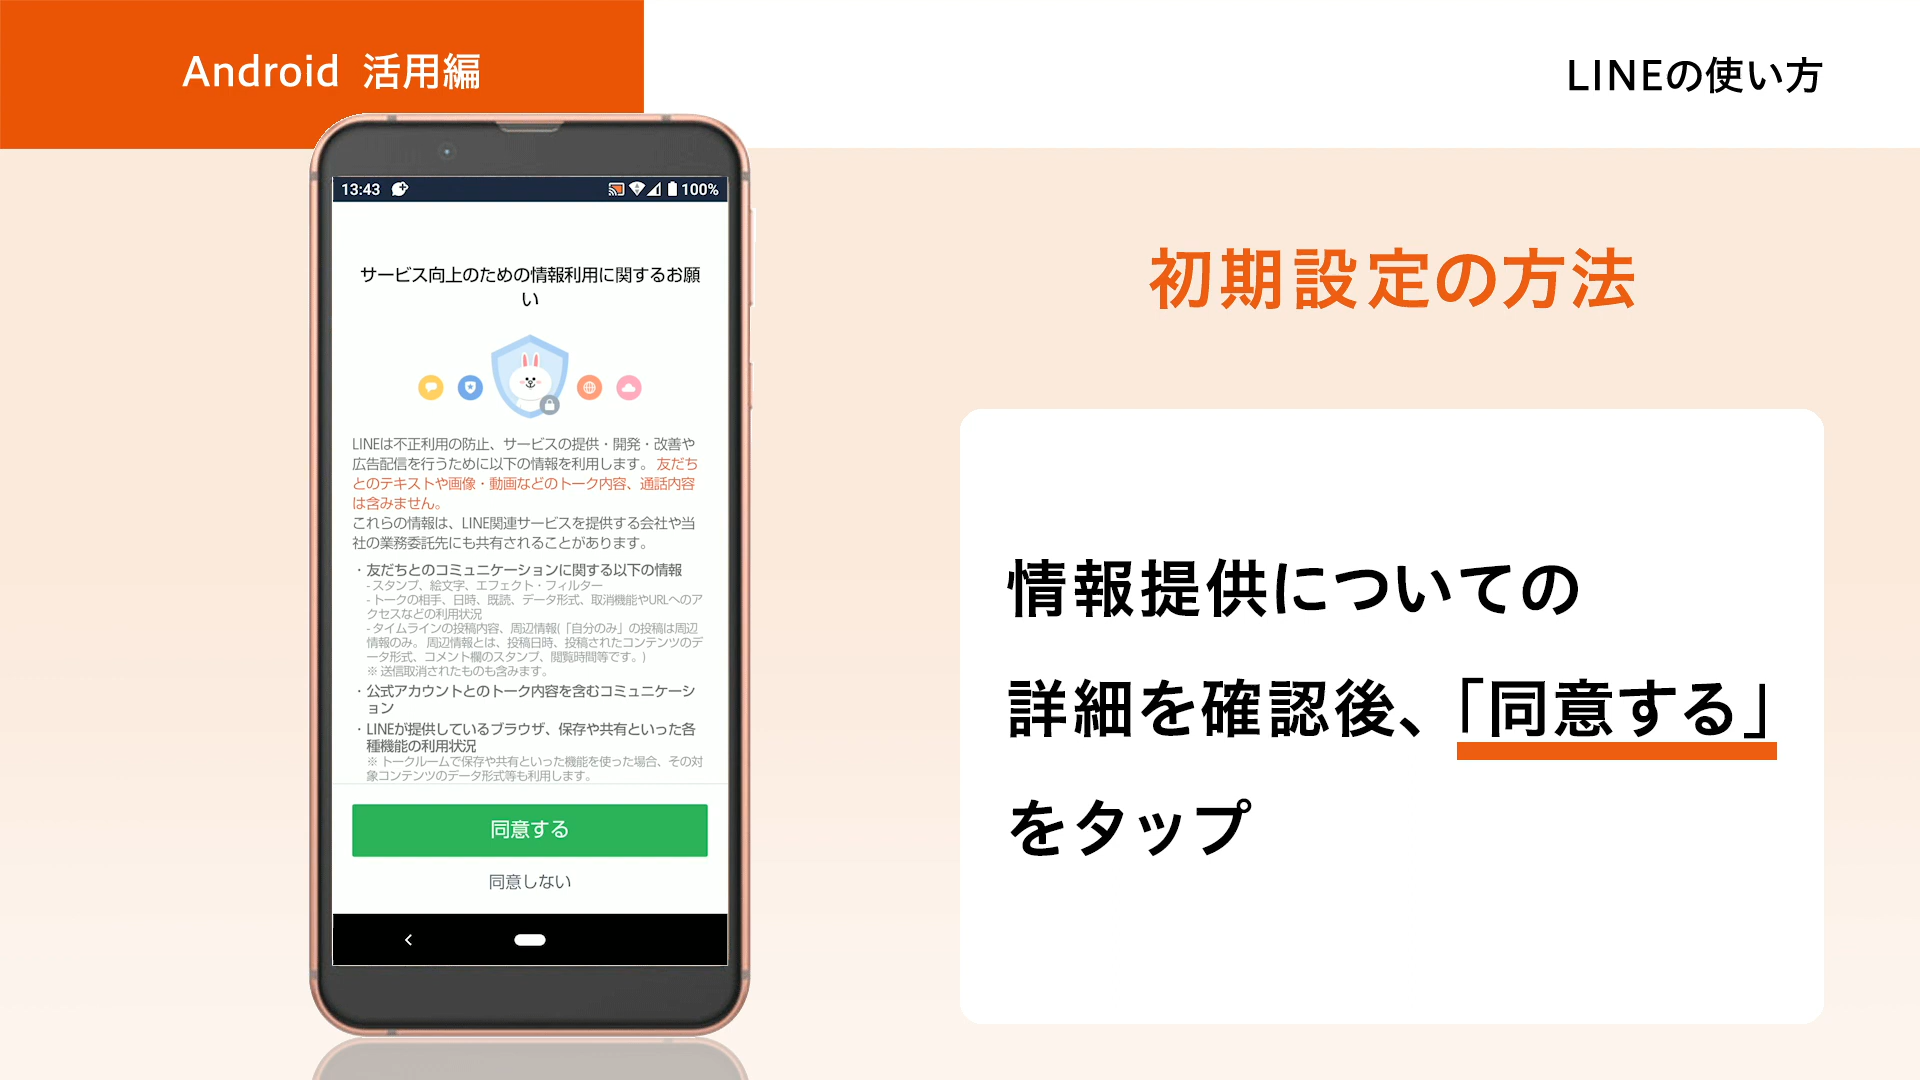 Android 活用編
LINEの使い方
13:43
100%
サービス向上のための情報利用に関するお願
い
LINEは不正利用の防止、サービスの提供・開発・改善や
広告配信を行うために以下の情報を利用します。友だち
とのテキストや画像・動画などのトーク内容、通話内容
は含みません。
これらの情報は、LINE関連サービスを提供する会社や当
社の業務委託先にも共有されることがあります。
・友だちとのコミュニケーションに関する以下の情報
- スタンプ、絵文字、エフェクト・フィルター
- トークの相手、日時、既読、データ形式、取消機能やURLへのア
クセスなどの利用状況
- タイムラインの投稿内容、周辺情報(「自分のみ」の投稿は周辺
情報のみ。周辺情報とは、投稿日時、投稿されたコンテンツのデ
ータ形式、コメント欄のスタンプ、閲覧時間等です。)
※ 送信取消されたものも含みます。
・公式アカウントとのトーク内容を含むコミュニケーシ
ョン
・LINEが提供しているブラウザ、保存や共有といった各
種機能の利用状況
※ トークルームで保存や共有といった機能を使った場合、その対
象コンテンツのデータ形式等も利用します。
同意する
同意しない
初期設定の方法
情報提供についての
詳細を確認後、「同意する」
をタップ